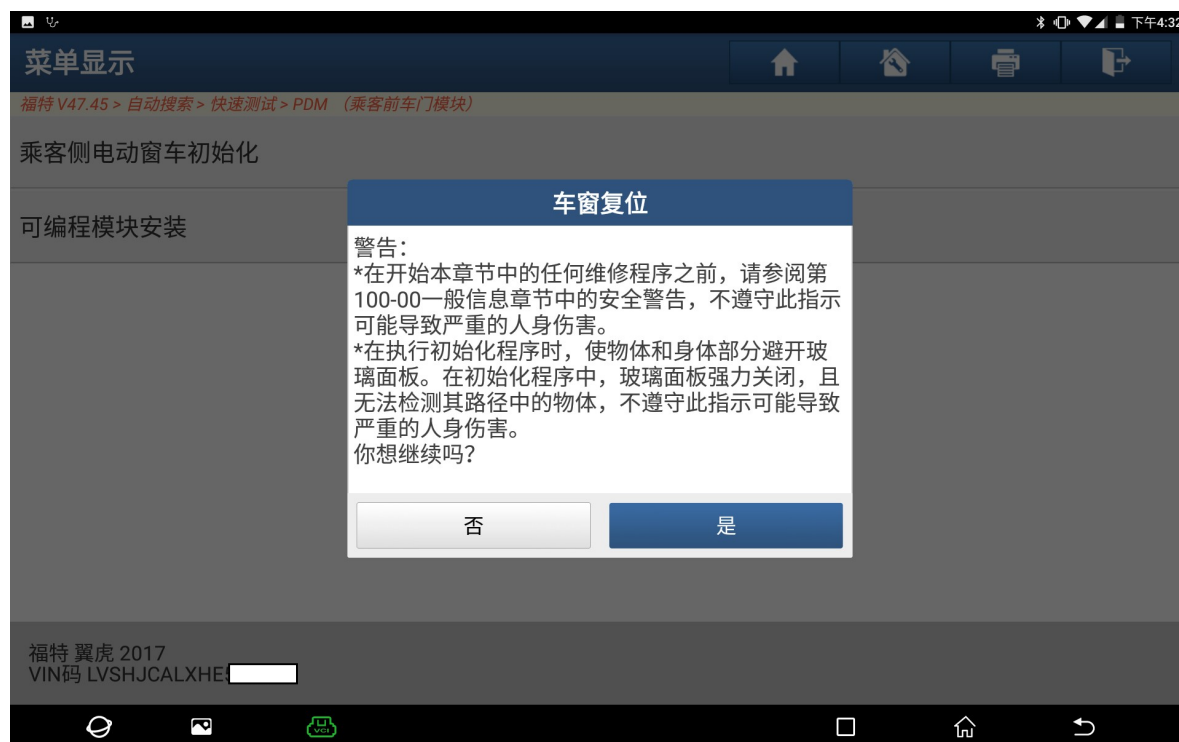 下午4:32
菜单显示
福特 V47.45 > 自动搜索 > 快速测试 > PDM （乘客前车门模块）
乘客侧电动窗车初始化
可编程模块安装
车窗复位
警告：
*在开始本章节中的任何维修程序之前，请参阅第
100-00一般信息章节中的安全警告，不遵守此指示
可能导致严重的人身伤害。
*在执行初始化程序时，使物体和身体部分避开玻
璃面板。在初始化程序中，玻璃面板强力关闭，且
无法检测其路径中的物体，不遵守此指示可能导致
严重的人身伤害。
你想继续吗？
否
是
福特 翼虎 2017
VIN码 LVSHJCALXHE
VCI